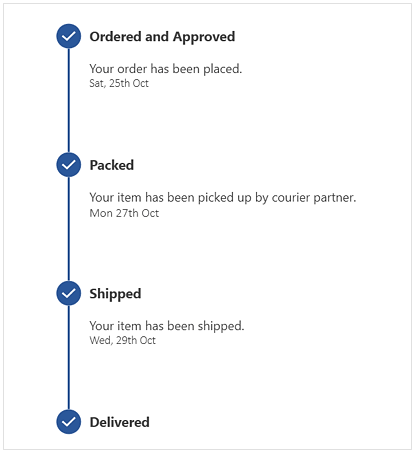 Ordered and Approved
Your order has been placed.
Sat, 25th Oct
Packed
Your item has been picked up by courier partner.
Mon 27th Oct
Shipped
Your item has been shipped.
Wed, 29th Oct
Delivered